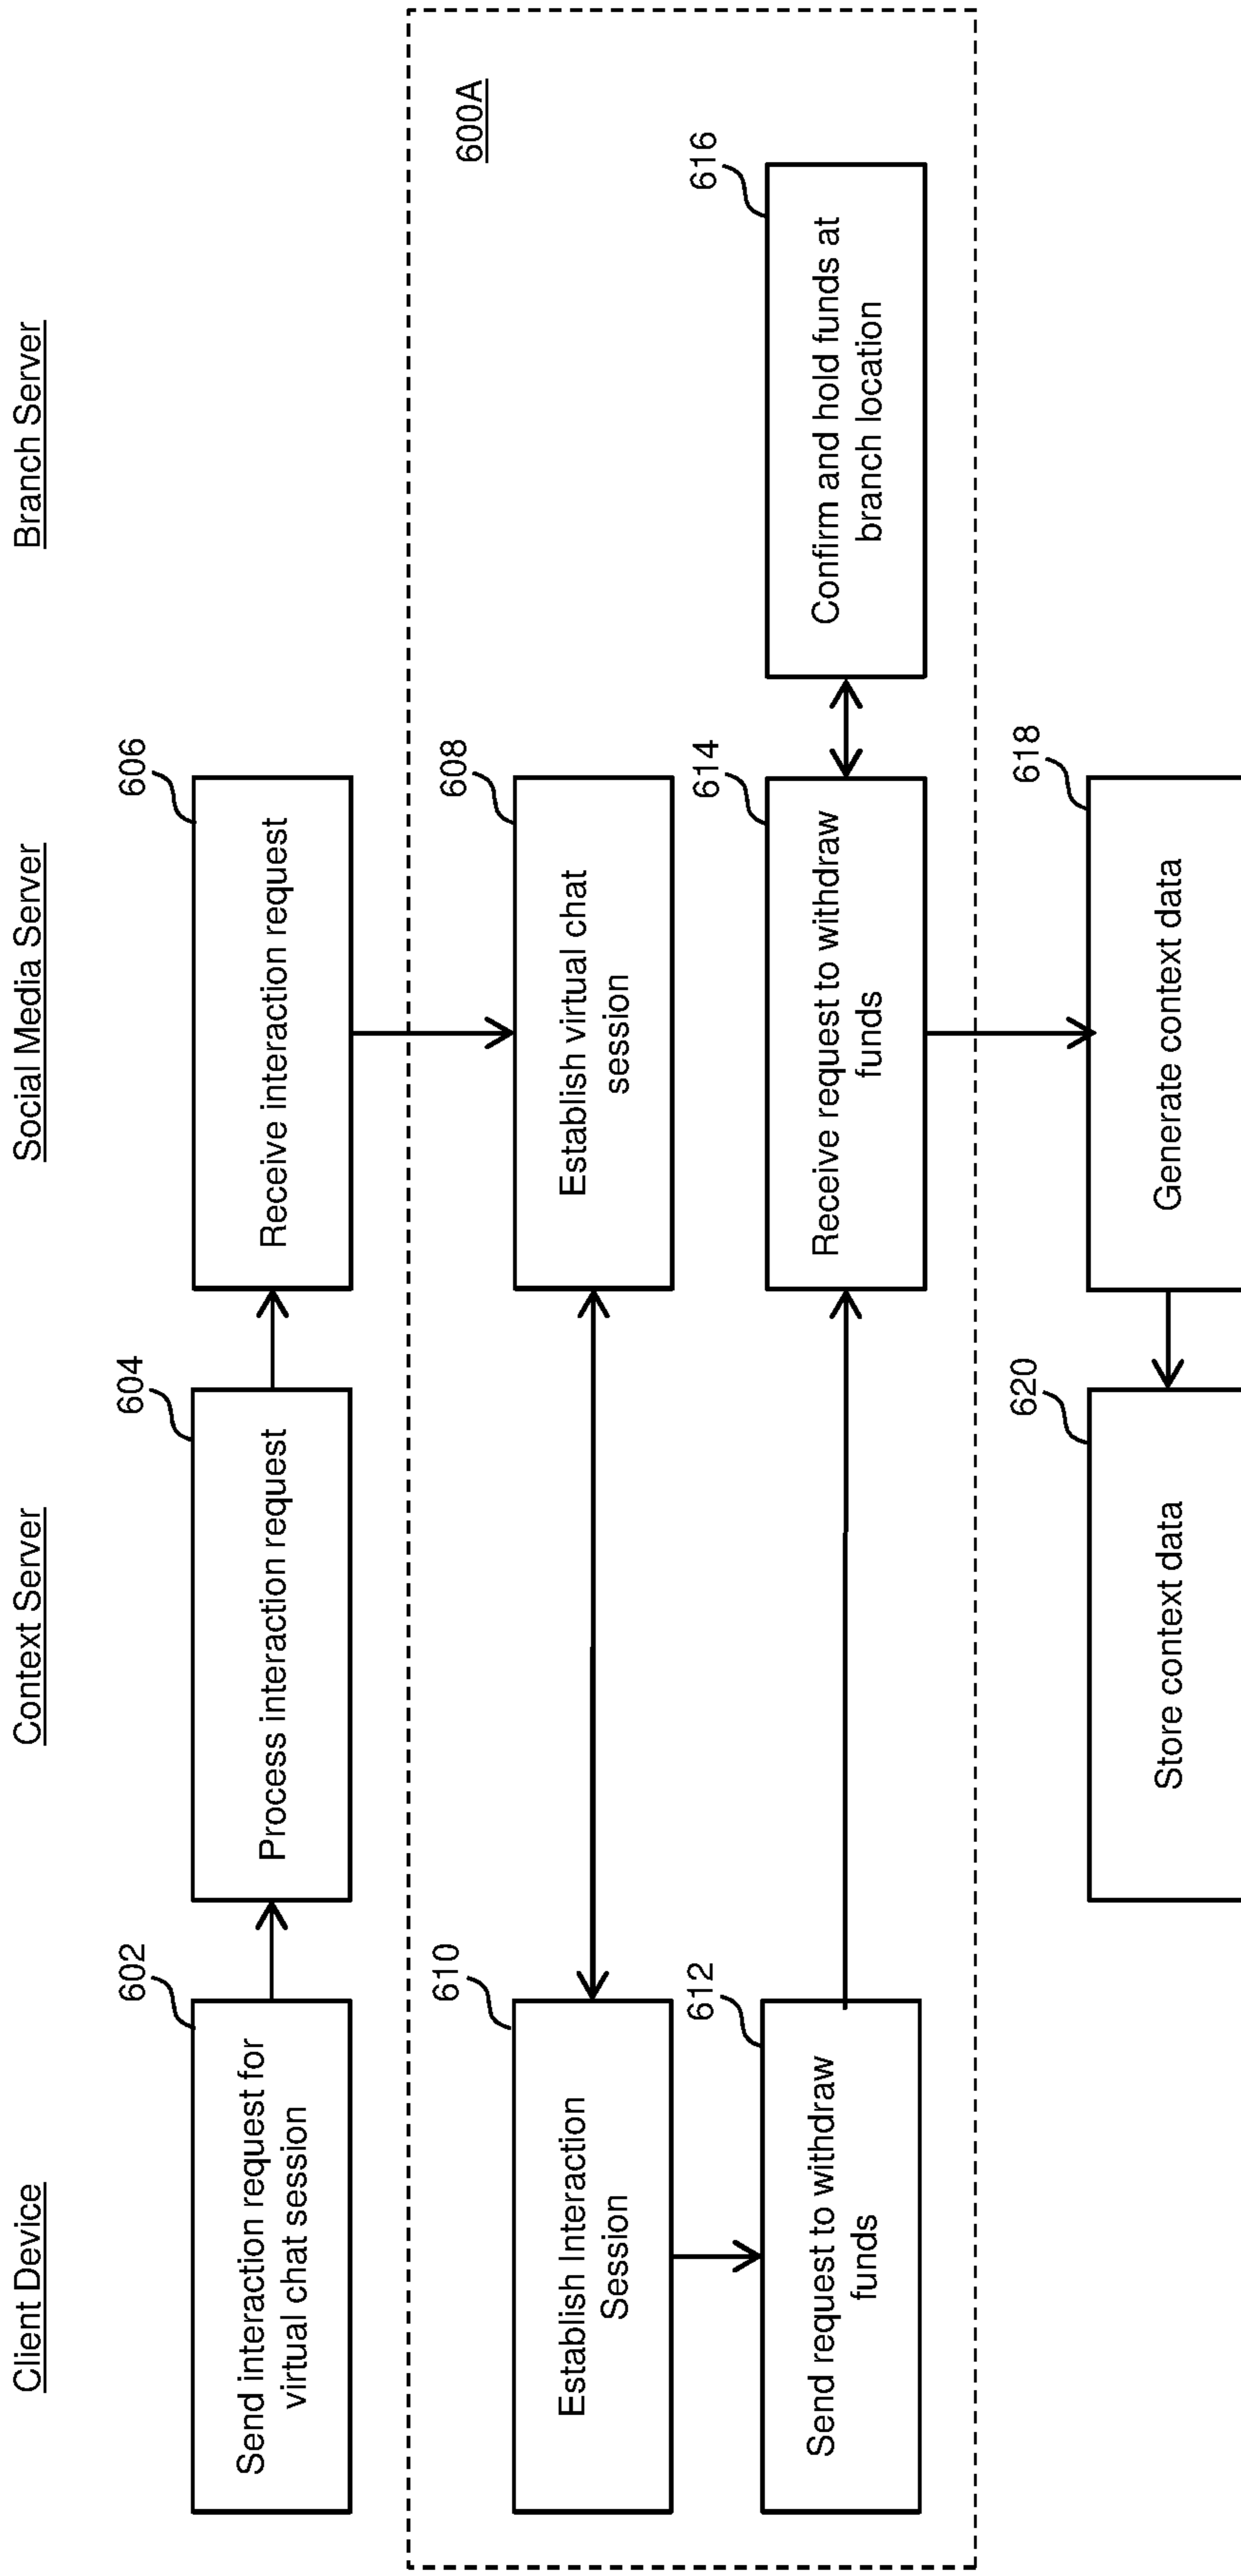 Client Device
Context Server
Social Media Server
Branch Server
602
Send interaction request for
virtual chat session
604
Process interaction request
606
Receive interaction request
600A
610
Establish Interaction
Session
608
Establish virtual chat
session
612
Send request to withdraw
funds
614
Receive request to withdraw
funds
616
Confirm and hold funds at
branch location
620
Store context data
618
Generate context data